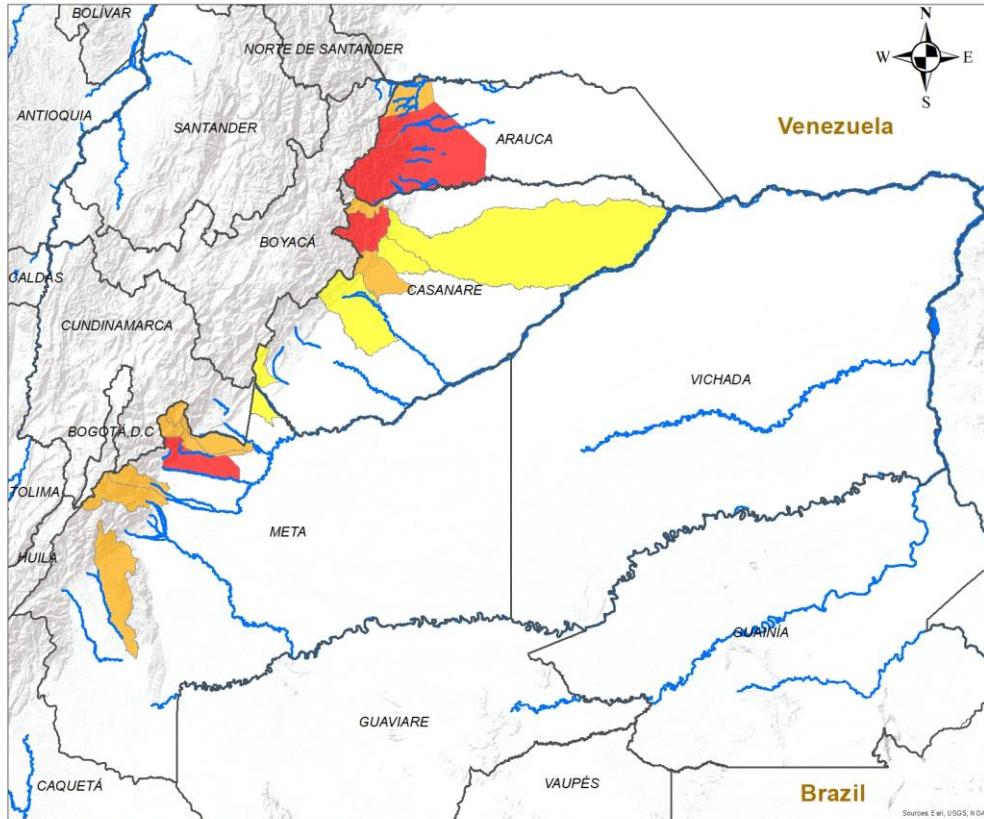 BOLÍVAR
NORTE DE SANTANDER
N
W
E
S
ANTIOQUIA
SANTANDER
ARAUCA
Venezuela
BOYACÁ
CALDAS
CASANARE
CUNDINAMARCA
VICHADA
BOGOTÁ,D.C
TOLIMA
META
HUILA
GUAINÍA
GUAVIARE
CAQUETÁ
VAUPÉS
Brazil
Sources: Esri, USGS, NOA